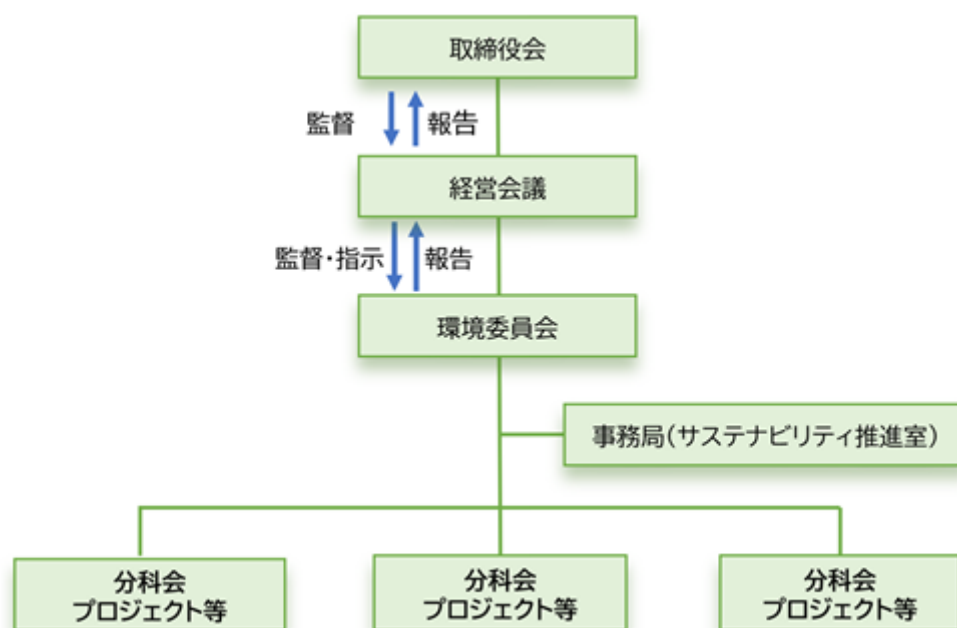 取締役会
監督
報告
経営会議
監督・指示
報告
環境委員会
事務局(サステナビリティ推進室)
分科会
プロジェクト等
分科会
プロジェクト等
分科会
プロジェクト等